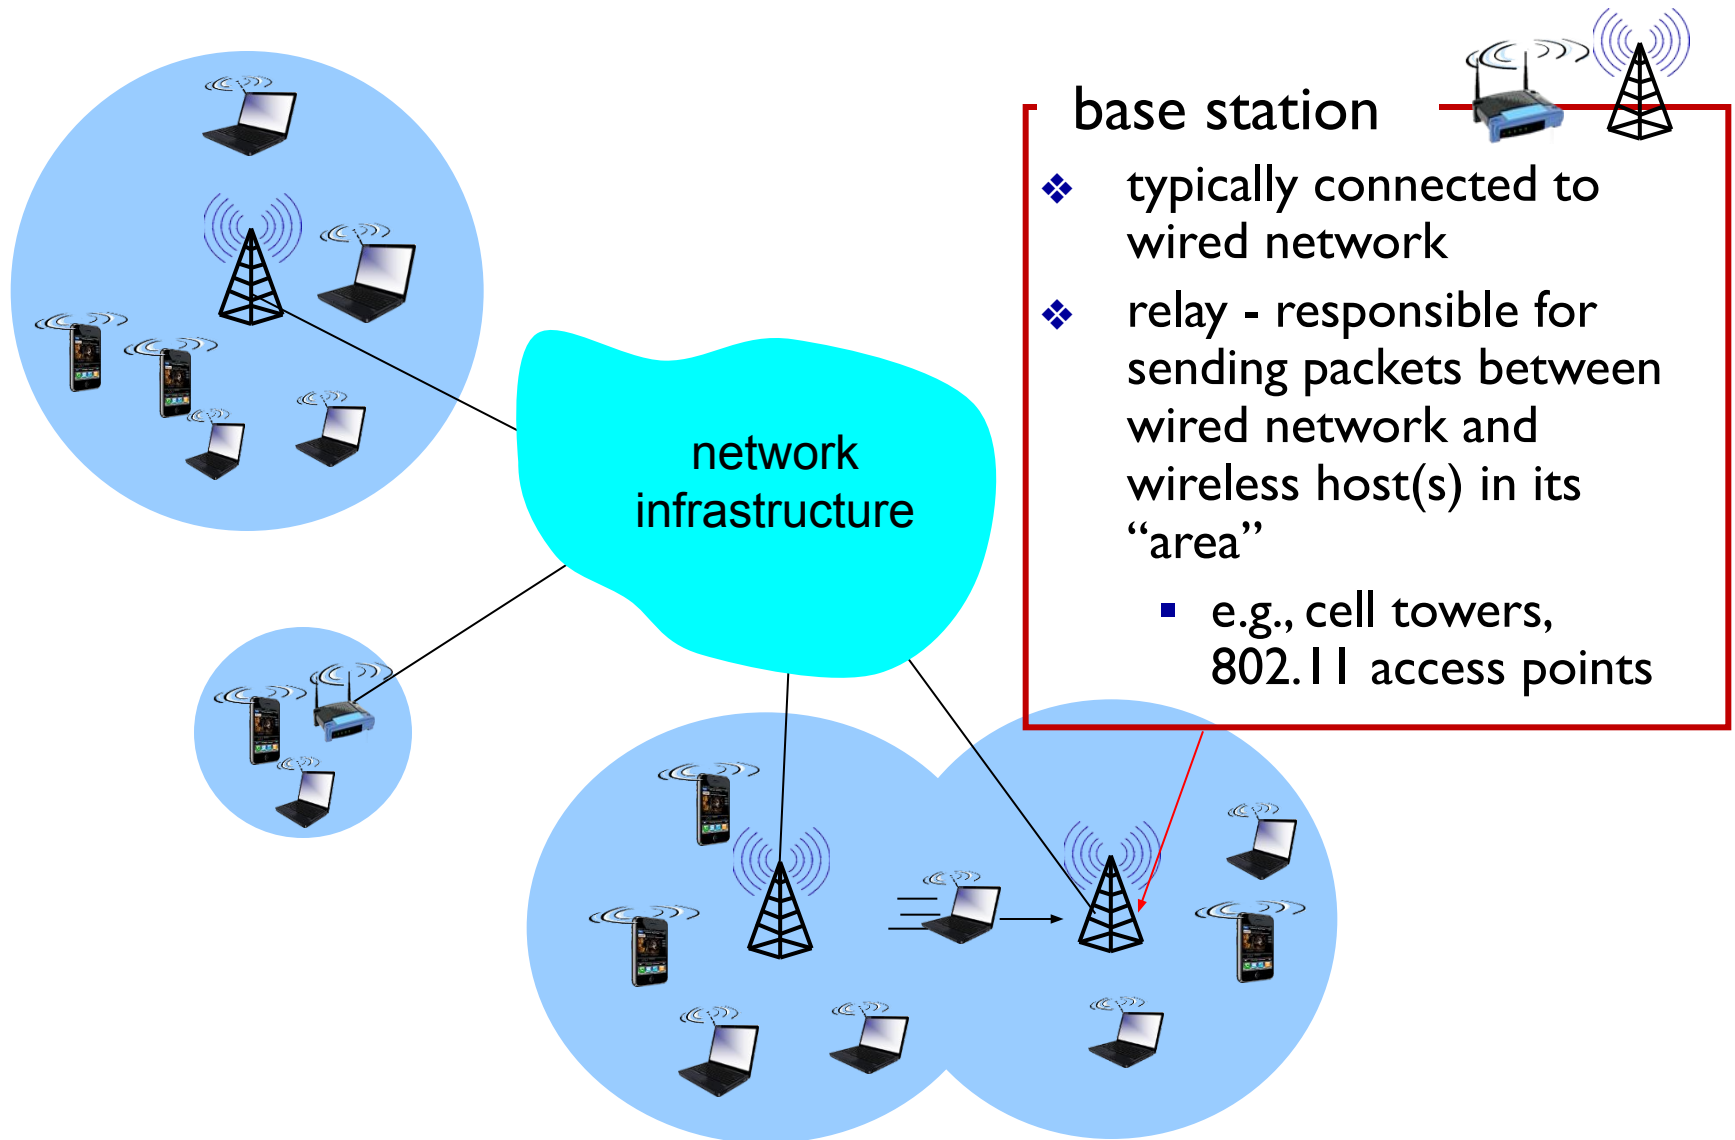 base station
❖ typically connected to
wired network
❖ relay - responsible for
sending packets between
wired network and
wireless host(s) in its
“area”
▪ e.g., cell towers,
802.11 access points
network
infrastructure